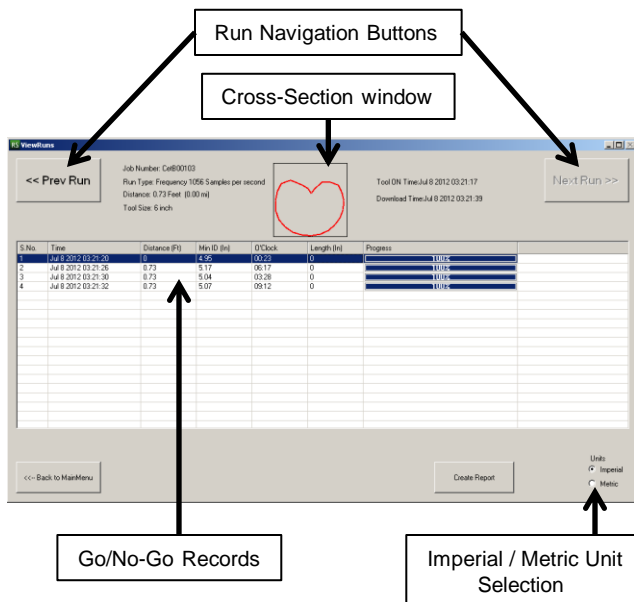 Run Navigation Buttons
Cross-Section window
ViewRuns
<< Prev Run
Job Number: Cet800103
Run Type: Frequency 1056 Samples per second
Distance: 0.73 Feet (0.00 mi)
Tool Size: 6 inch
Tool ON Time:Jul 8 2012 03:21:17
Download Time:Jul 8 2012 03:21:39
Next Run >>
S.No. Time Distance (Ft) Min ID (In) O'Clock Length (In) Progress
1 Jul 8 2012 03:21:20 0 4.95 00:23 0
2 Jul 8 2012 03:21:26 0.73 5.17 06:17 0
3 Jul 8 2012 03:21:30 0.73 5.04 03:28 0
4 Jul 8 2012 03:21:32 0.73 5.07 09:12 0
<<-- Back to MainMenu
Create Report
Units
Imperial
Metric
Go/No-Go Records
Imperial / Metric Unit
Selection